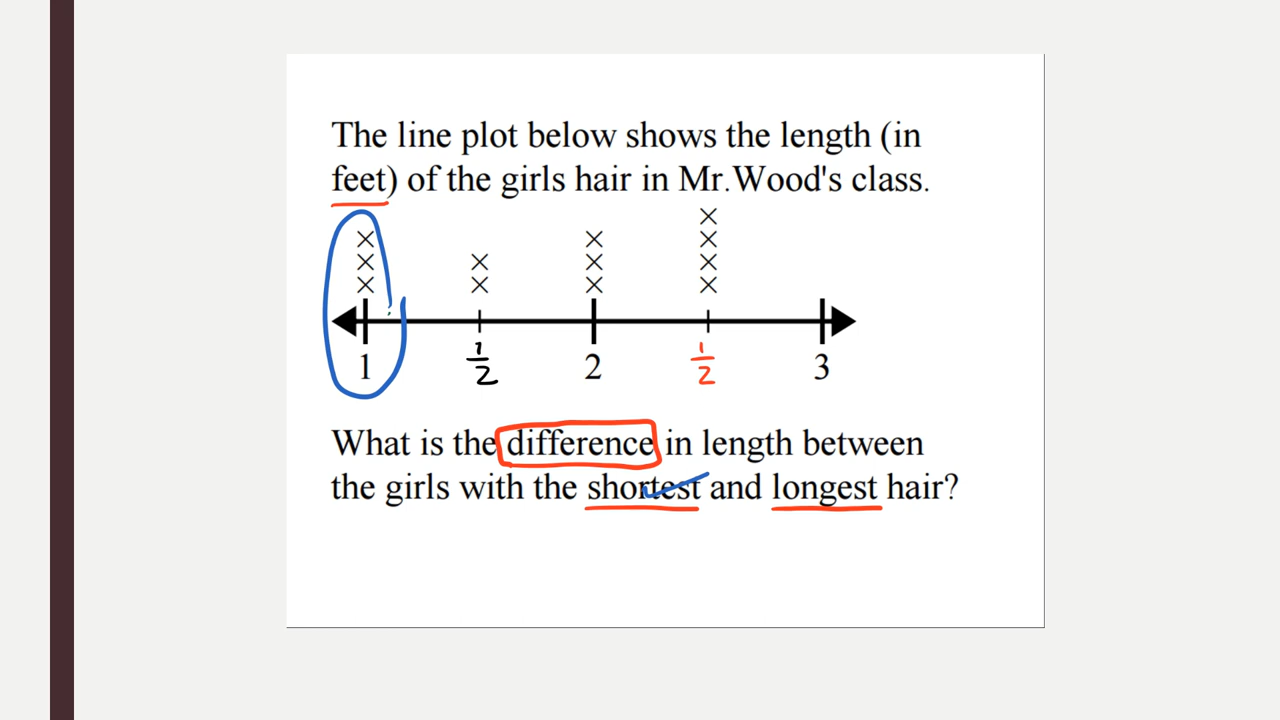 The line plot below shows the length (in
feet) of the girls hair in Mr.Wood's class.
1 1/2 2 1/2 3
What is the difference in length between
the girls with the shortest and longest hair?